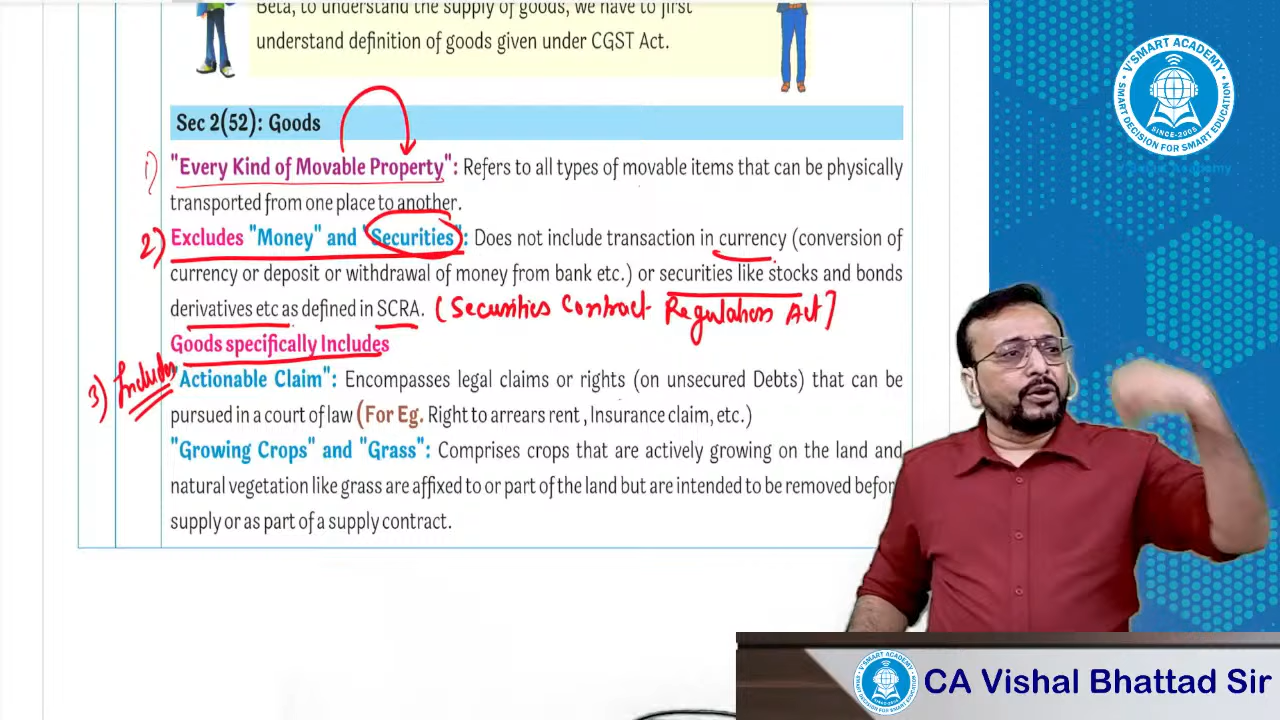 Beta, to understand the supply of goods, we have to first
understand definition of goods given under CGST Act.
Sec 2(52): Goods
1) "Every Kind of Movable Property": Refers to all types of movable items that can be physically
transported from one place to another.
2) Excludes "Money" and "Securities": Does not include transaction in currency (conversion of
currency or deposit or withdrawal of money from bank etc.) or securities like stocks and bonds
derivatives etc as defined in SCRA. (Securities Contract Regulation Act)
Goods specifically Includes
3) Includes "Actionable Claim": Encompasses legal claims or rights (on unsecured Debts) that can be
pursued in a court of law (For Eg. Right to arrears rent , Insurance claim, etc.)
"Growing Crops" and "Grass": Comprises crops that are actively growing on the land and
natural vegetation like grass are affixed to or part of the land but are intended to be removed befor
supply or as part of a supply contract.
V'SMART ACADEMY
SINCE-2005
SMART DECISION FOR SMART EDUCATION
CA Vishal Bhattad Sir